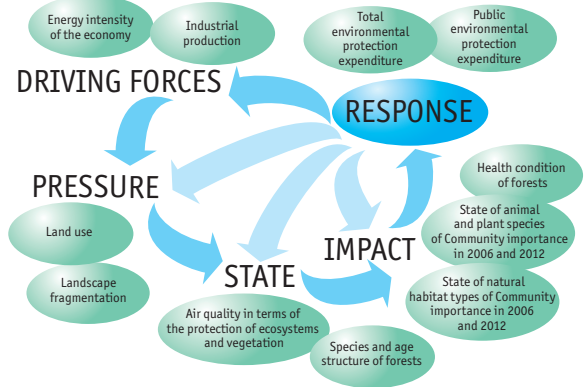 Energy intensity
of the economy
Industrial
production
Total
environmental
protection
expenditure
Public
environmental
protection
expenditure
DRIVING FORCES
RESPONSE
PRESSURE
Land use
Landscape
fragmentation
STATE
Air quality in terms of
the protection of ecosystems
and vegetation
Species and age
structure of forests
IMPACT
Health condition
of forests
State of animal
and plant species
of Community importance
in 2006 and 2012
State of natural
habitat types of Community
importance in 2006
and 2012